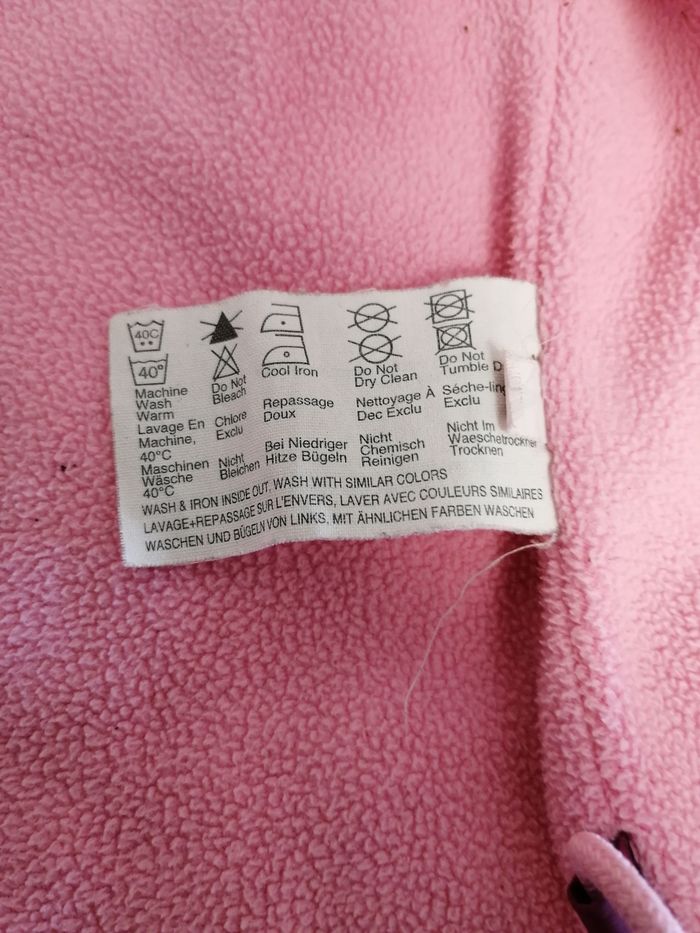 40C
40°
Machine
Wash
Warm
Do Not
Bleach
Cool Iron
Do Not
Dry Clean
Do Not
Tumble D
Lavage En
Machine,
40°C
Chlore
Exclu
Repassage
Doux
Nettoyage À
Dec Exclu
Séche-ling
Exclu
Maschinen
Wäsche
40°C
Nicht
Bleichen
Bei Niedriger
Hitze Bügeln
Nicht
Chemisch
Reinigen
Nicht Im
Waeschetrockner
Trocknen
WASH & IRON INSIDE OUT, WASH WITH SIMILAR COLORS
LAVAGE+REPASSAGE SUR L'ENVERS, LAVER AVEC COULEURS SIMILAIRES
WASCHEN UND BÜGELN VON LINKS, MIT ÄHNLICHEN FARBEN WASCHEN